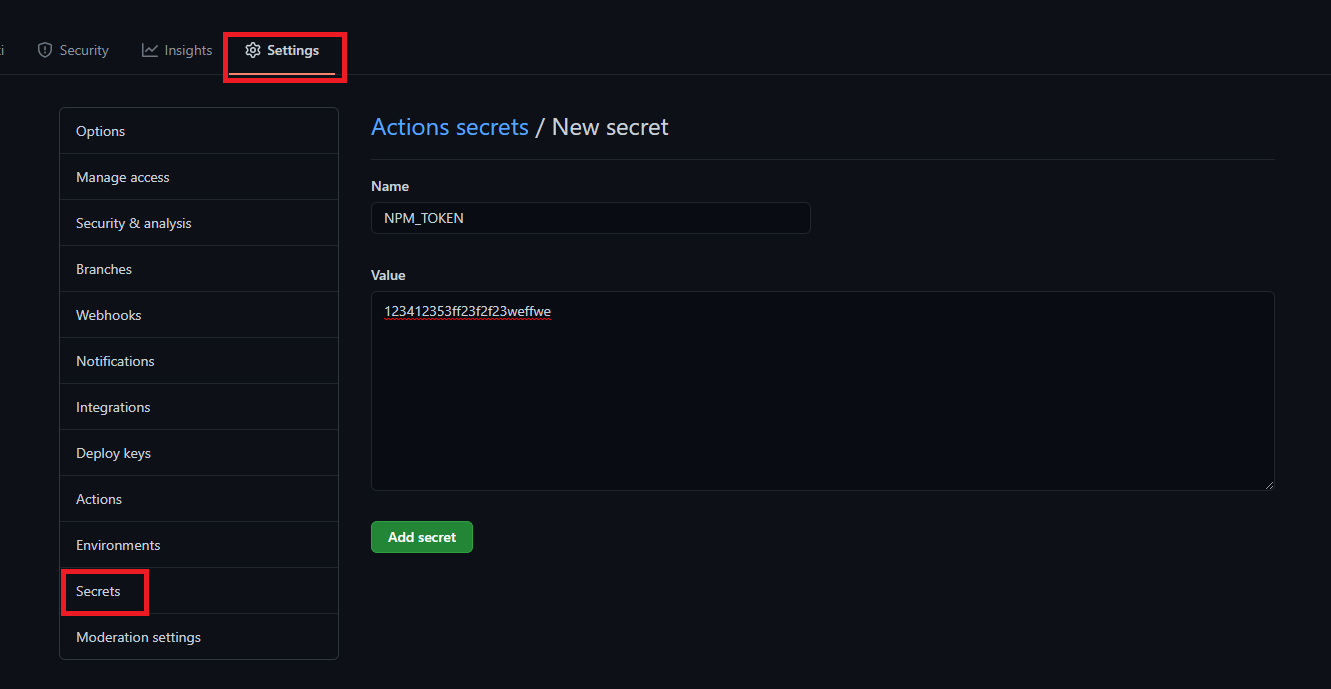 i
Security
Insights
Settings
Options
Manage access
Security & analysis
Branches
Webhooks
Notifications
Integrations
Deploy keys
Actions
Environments
Secrets
Moderation settings
Actions secrets / New secret
Name
NPM_TOKEN
Value
123412353ff23f2f23weffwe
Add secret